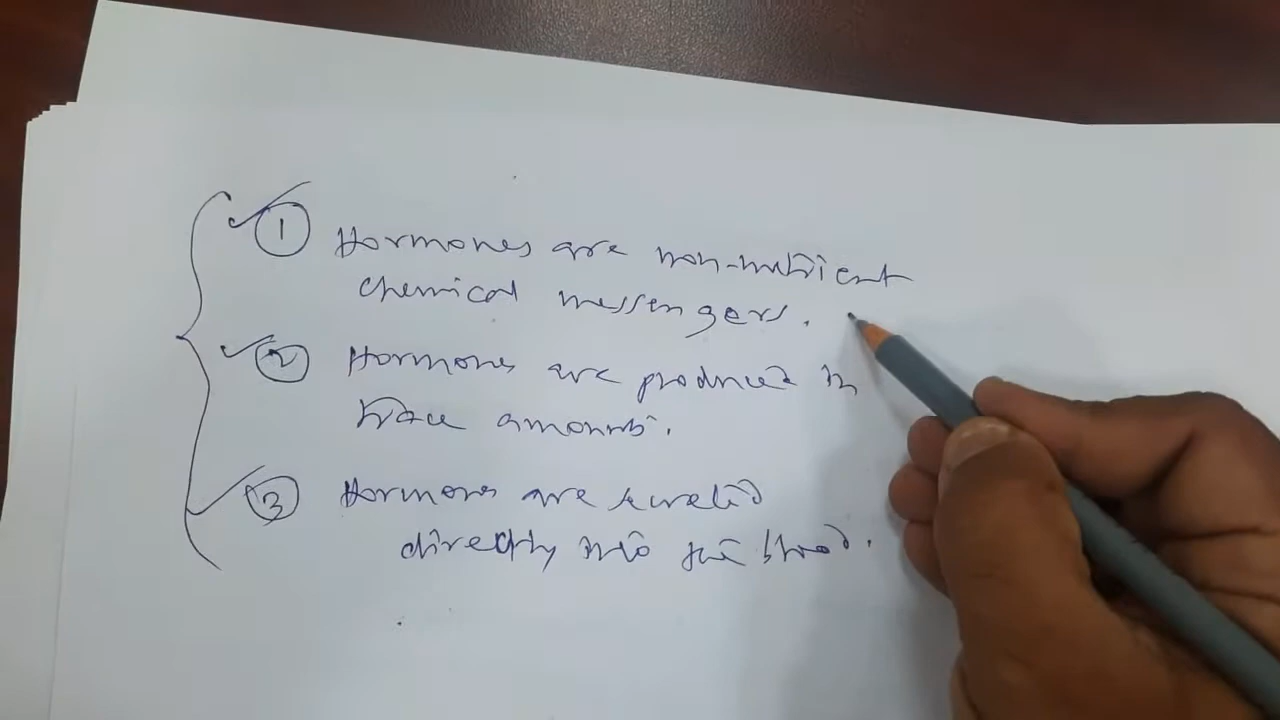 ① Hormones are non-nutrient
chemical messengers.
② Hormones are produced in
trace amounts.
③ Hormones are secreted
directly into the blood.